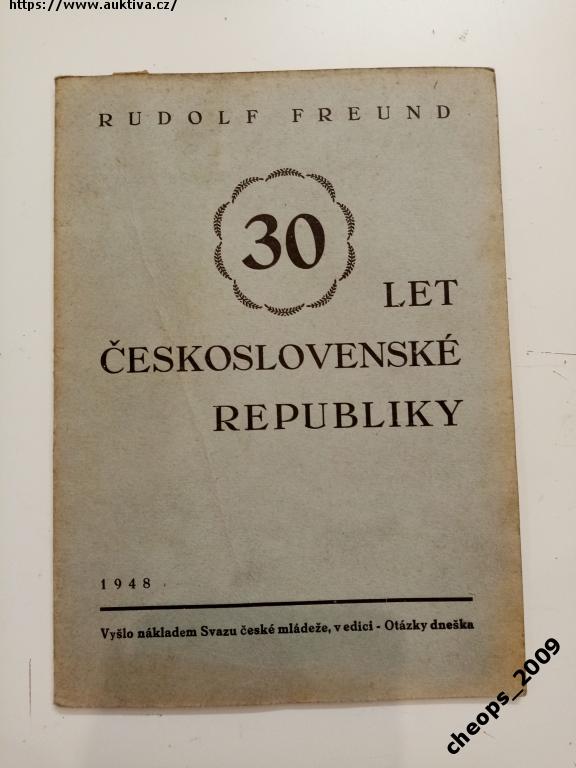 https://www.auktiva.cz/
RUDOLF FREUND
30
LET
ČESKOSLOVENSKÉ
REPUBLIKY
1948
Vyšlo nákladem Svazu české mládeže, v edici - Otázky dneška
cheops_2009